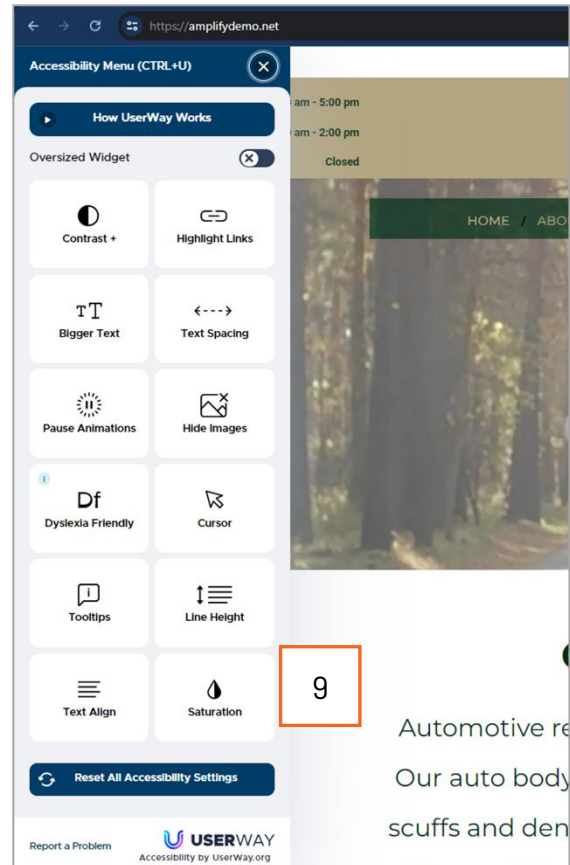 https://amplifydemo.net
Accessibility Menu (CTRL+U)
How UserWay Works
Oversized Widget
Contrast +
Highlight Links
Bigger Text
Text Spacing
Pause Animations
Hide Images
Df
Dyslexia Friendly
Cursor
Tooltips
Line Height
Text Align
Saturation
Reset All Accessibility Settings
Report a Problem
USERWAY
Accessibility by UserWay.org
am - 5:00 pm
am - 2:00 pm
Closed
HOME / ABO
9
Automotive re
Our auto body
scuffs and den